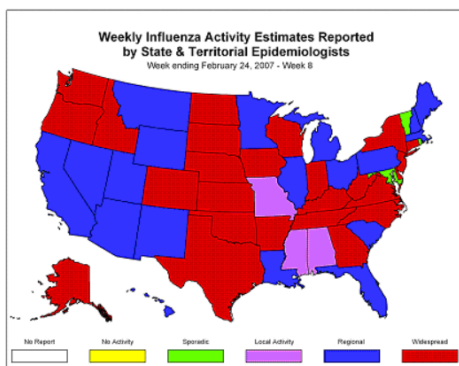 Weekly Influenza Activity Estimates Reported
by State & Territorial Epidemiologists
Week ending February 24, 2007 - Week 8
No Report
No Activity
Sporadic
Local Activity
Regional
Widespread